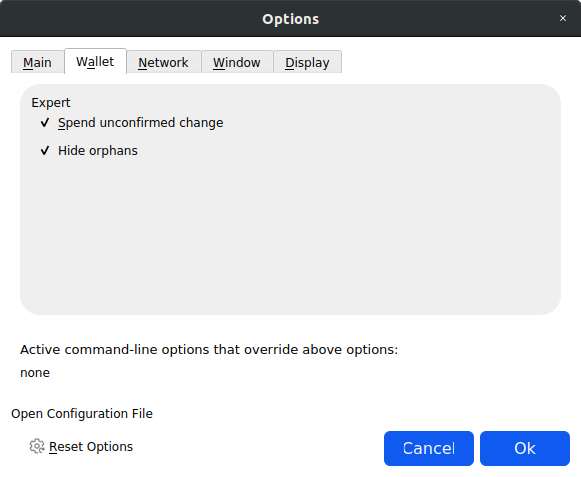 Options
Main Wallet Network Window Display
Expert
Spend unconfirmed change
Hide orphans
Active command-line options that override above options:
none
Open Configuration File
Reset Options Cancel Ok